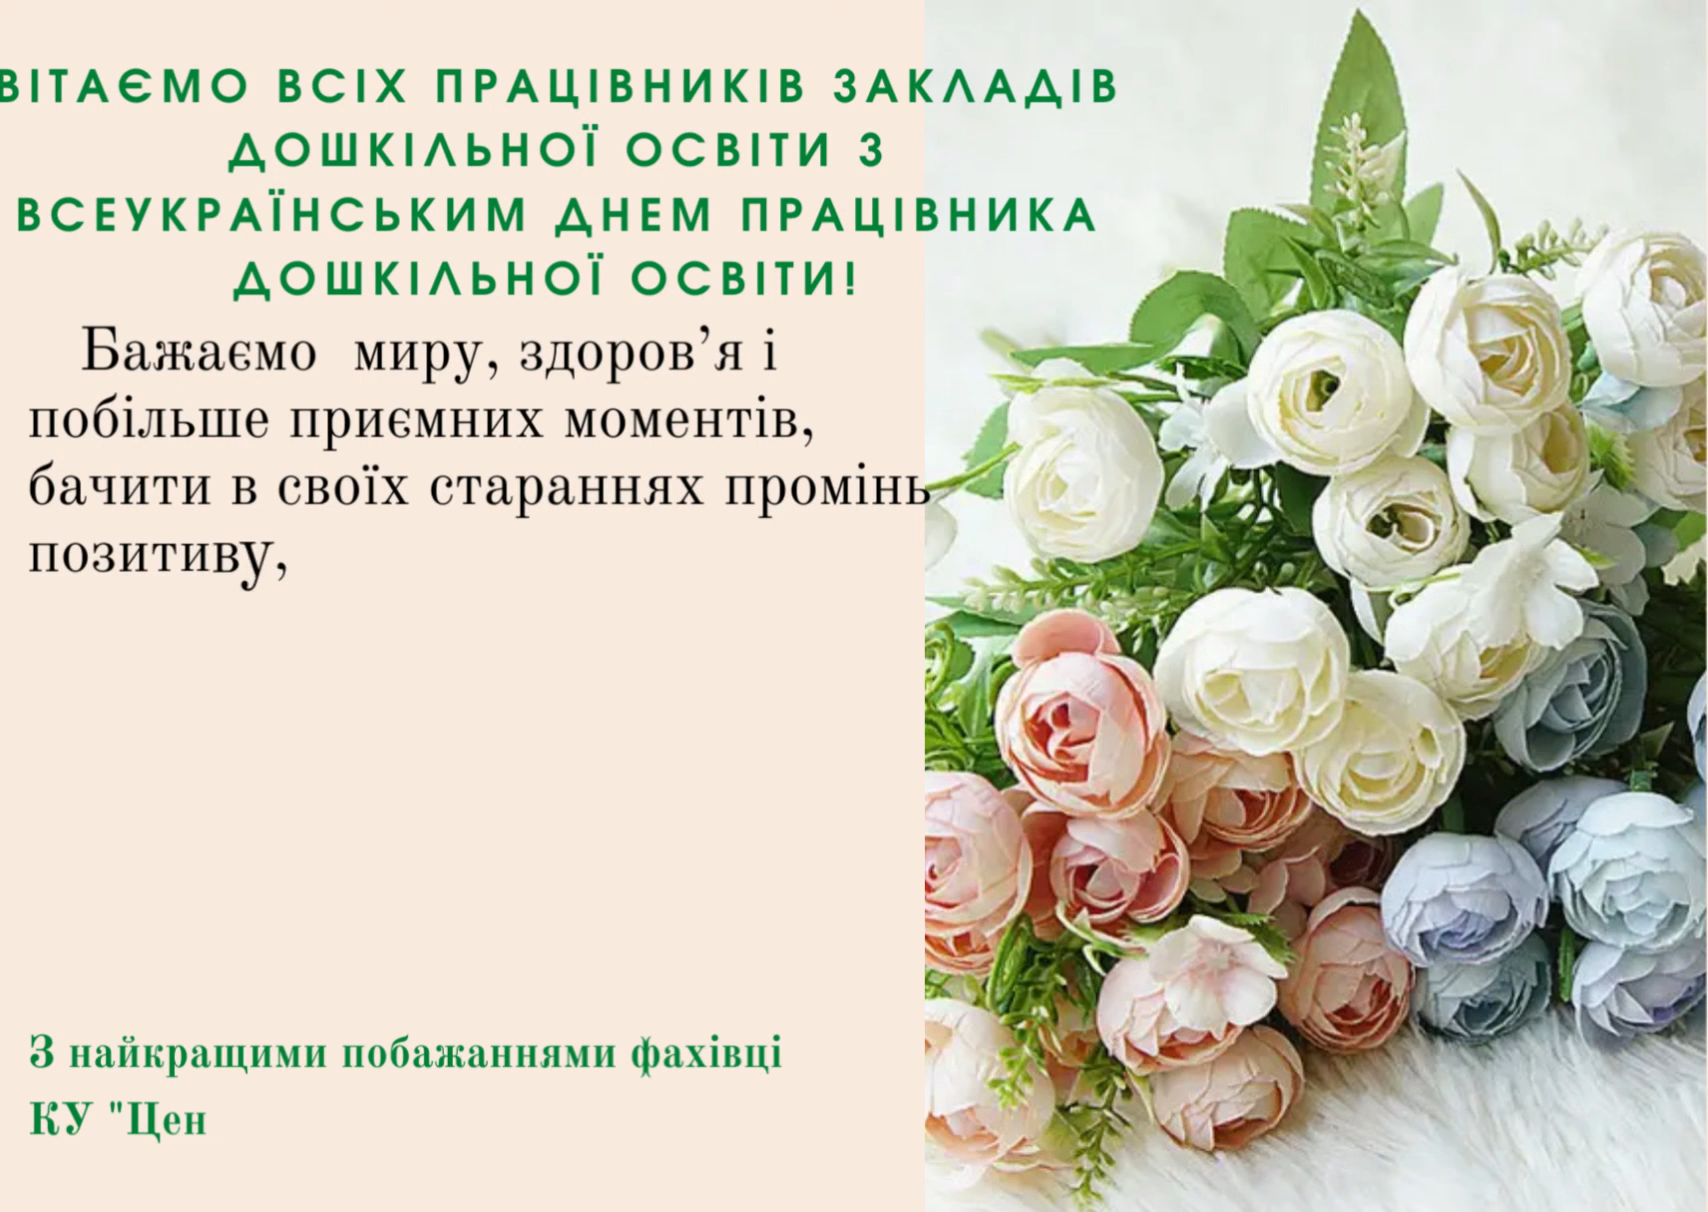 ВІТАЄМО ВСІХ ПРАЦІВНИКІВ ЗАКЛАДІВ
ДОШКІЛЬНОЇ ОСВІТИ З
ВСЕУКРАЇНСЬКИМ ДНЕМ ПРАЦІВНИКА
ДОШКІЛЬНОЇ ОСВІТИ!
Бажаємо миру, здоров’я і
побільше приємних моментів,
бачити в своїх стараннях промінь
позитиву,
З найкращими побажаннями фахівці
КУ "Цен